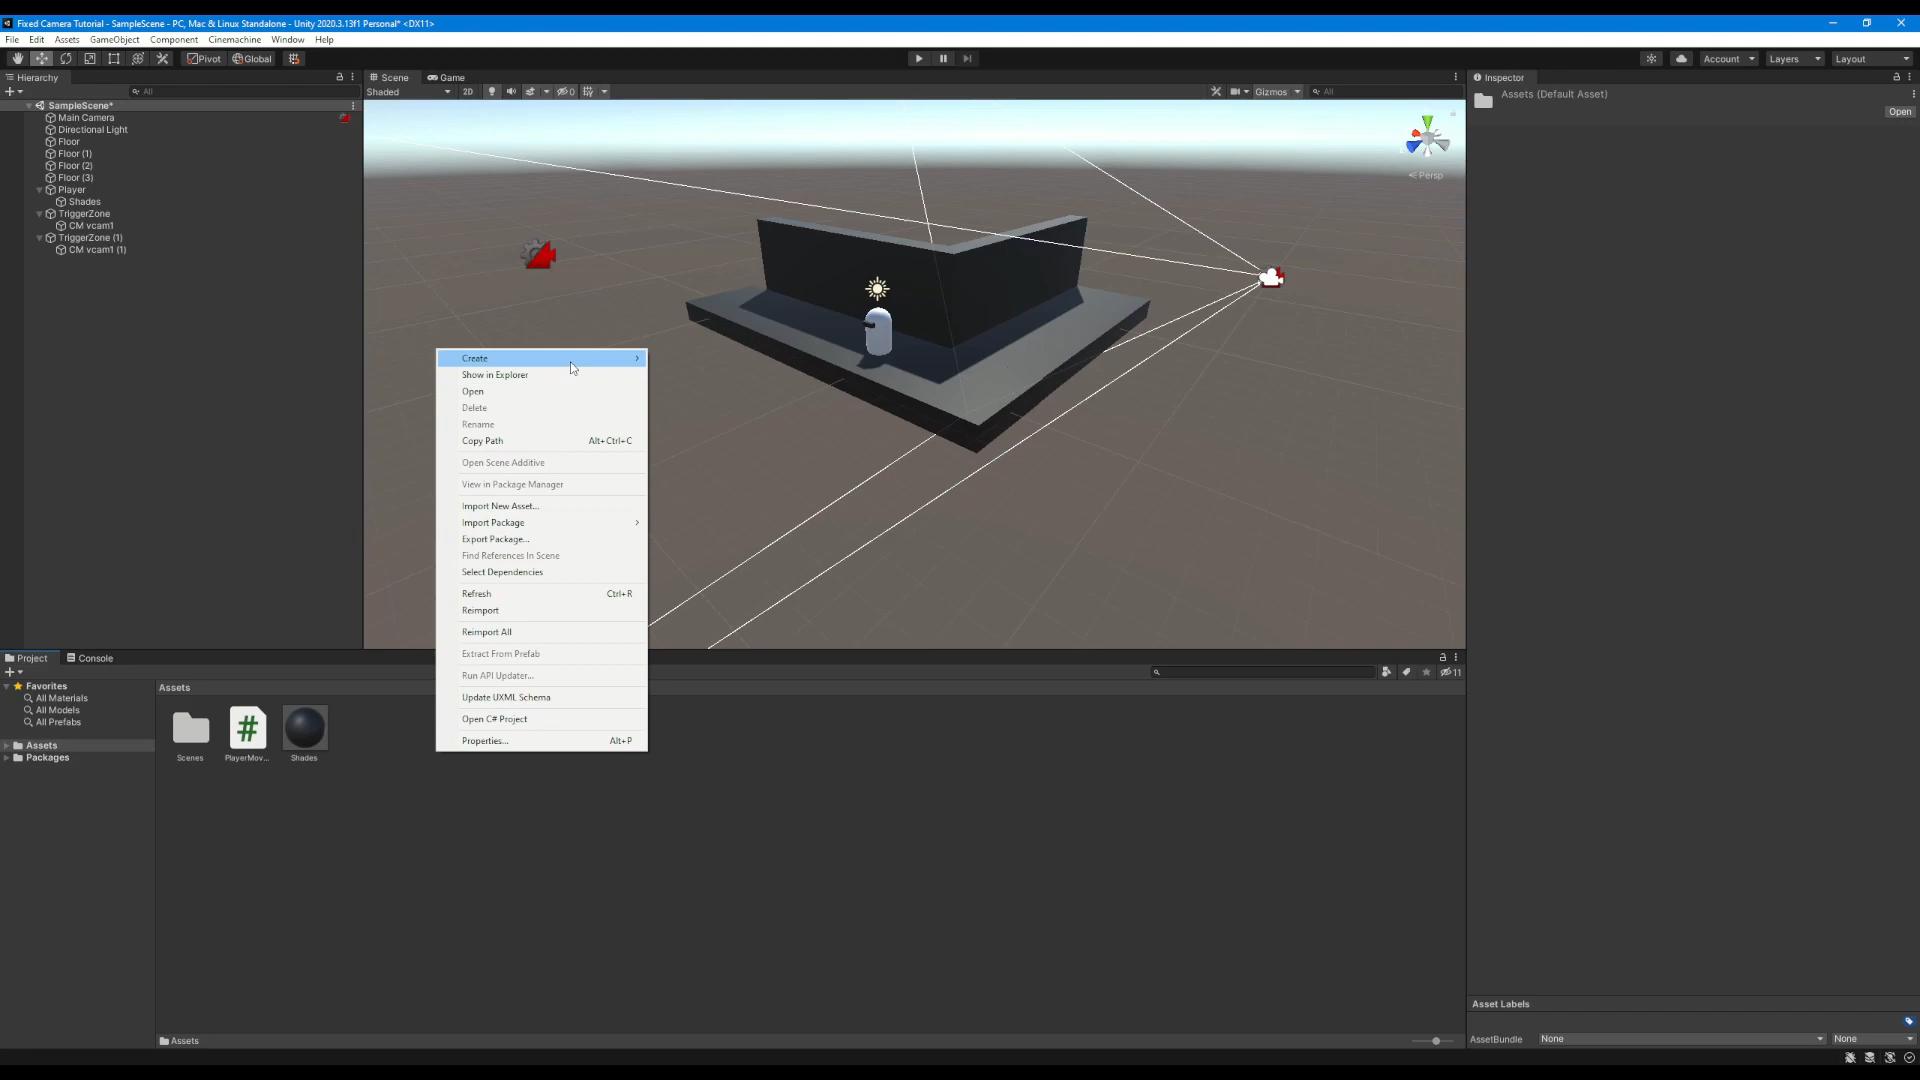 Fixed Camera Tutorial - SampleScene - PC, Mac & Linux Standalone - Unity 2020.3.13f1 Personal* <DX11>
File Edit Assets GameObject Component Cinemachine Window Help
Pivot Global Account Layers Layout
Hierarchy
All
SampleScene*
Main Camera
Directional Light
Floor
Floor (1)
Floor (2)
Floor (3)
Player
Shades
TriggerZone
CM vcam1
TriggerZone (1)
CM vcam1 (1)
Scene Game
Shaded 2D 0 Gizmos All
Persp
Create
Show in Explorer
Open
Delete
Rename
Copy Path Alt+Ctrl+C
Open Scene Additive
View in Package Manager
Import New Asset...
Import Package
Export Package...
Find References In Scene
Select Dependencies
Refresh Ctrl+R
Reimport
Reimport All
Extract From Prefab
Run API Updater...
Update UXML Schema
Open C# Project
Properties... Alt+P
Inspector
Assets (Default Asset)
Open
Project Console
11
Favorites
All Materials
All Models
All Prefabs
Assets
Packages
Assets
#
Scenes PlayerMov... Shades
Assets
Asset Labels
AssetBundle None None